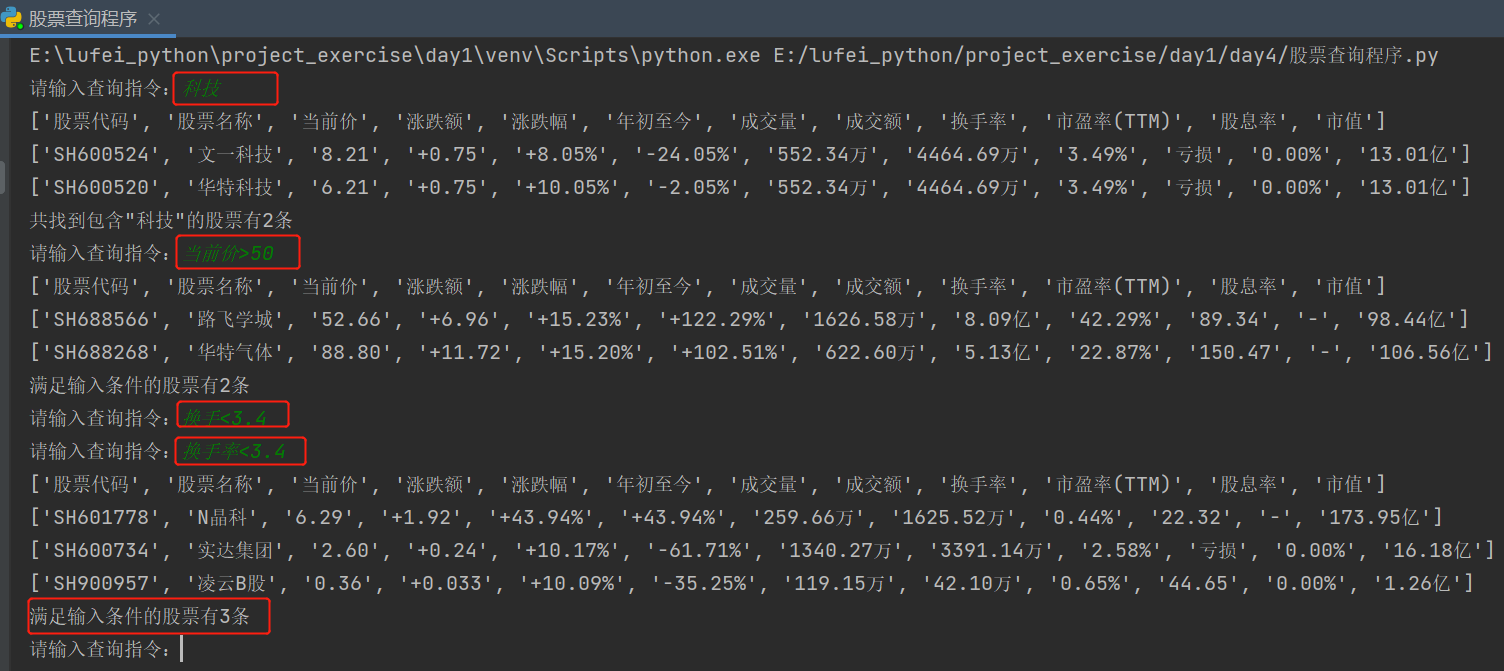 股票查询程序
E:\lufei_python\project_exercise\day1\venv\Scripts\python.exe E:/lufei_python/project_exercise/day1/day4/股票查询程序.py
请输入查询指令：科技
['股票代码', '股票名称', '当前价', '涨跌额', '涨跌幅', '年初至今', '成交量', '成交额', '换手率', '市盈率(TTM)', '股息率', '市值']
['SH600524', '文一科技', '8.21', '+0.75', '+8.05%', '-24.05%', '552.34万', '4464.69万', '3.49%', '亏损', '0.00%', '13.01亿']
['SH600520', '华特科技', '6.21', '+0.75', '+10.05%', '-2.05%', '552.34万', '4464.69万', '3.49%', '亏损', '0.00%', '13.01亿']
共找到包含"科技"的股票有2条
请输入查询指令：当前价>50
['股票代码', '股票名称', '当前价', '涨跌额', '涨跌幅', '年初至今', '成交量', '成交额', '换手率', '市盈率(TTM)', '股息率', '市值']
['SH688566', '路飞学城', '52.66', '+6.96', '+15.23%', '+122.29%', '1626.58万', '8.09亿', '42.29%', '89.34', '-', '98.44亿']
['SH688268', '华特气体', '88.80', '+11.72', '+15.20%', '+102.51%', '622.60万', '5.13亿', '22.87%', '150.47', '-', '106.56亿']
满足输入条件的股票有2条
请输入查询指令：换手<3.4
请输入查询指令：换手率<3.4
['股票代码', '股票名称', '当前价', '涨跌额', '涨跌幅', '年初至今', '成交量', '成交额', '换手率', '市盈率(TTM)', '股息率', '市值']
['SH601778', 'N晶科', '6.29', '+1.92', '+43.94%', '+43.94%', '259.66万', '1625.52万', '0.44%', '22.32', '-', '173.95亿']
['SH600734', '实达集团', '2.60', '+0.24', '+10.17%', '-61.71%', '1340.27万', '3391.14万', '2.58%', '亏损', '0.00%', '16.18亿']
['SH900957', '凌云B股', '0.36', '+0.033', '+10.09%', '-35.25%', '119.15万', '42.10万', '0.65%', '44.65', '0.00%', '1.26亿']
满足输入条件的股票有3条
请输入查询指令：